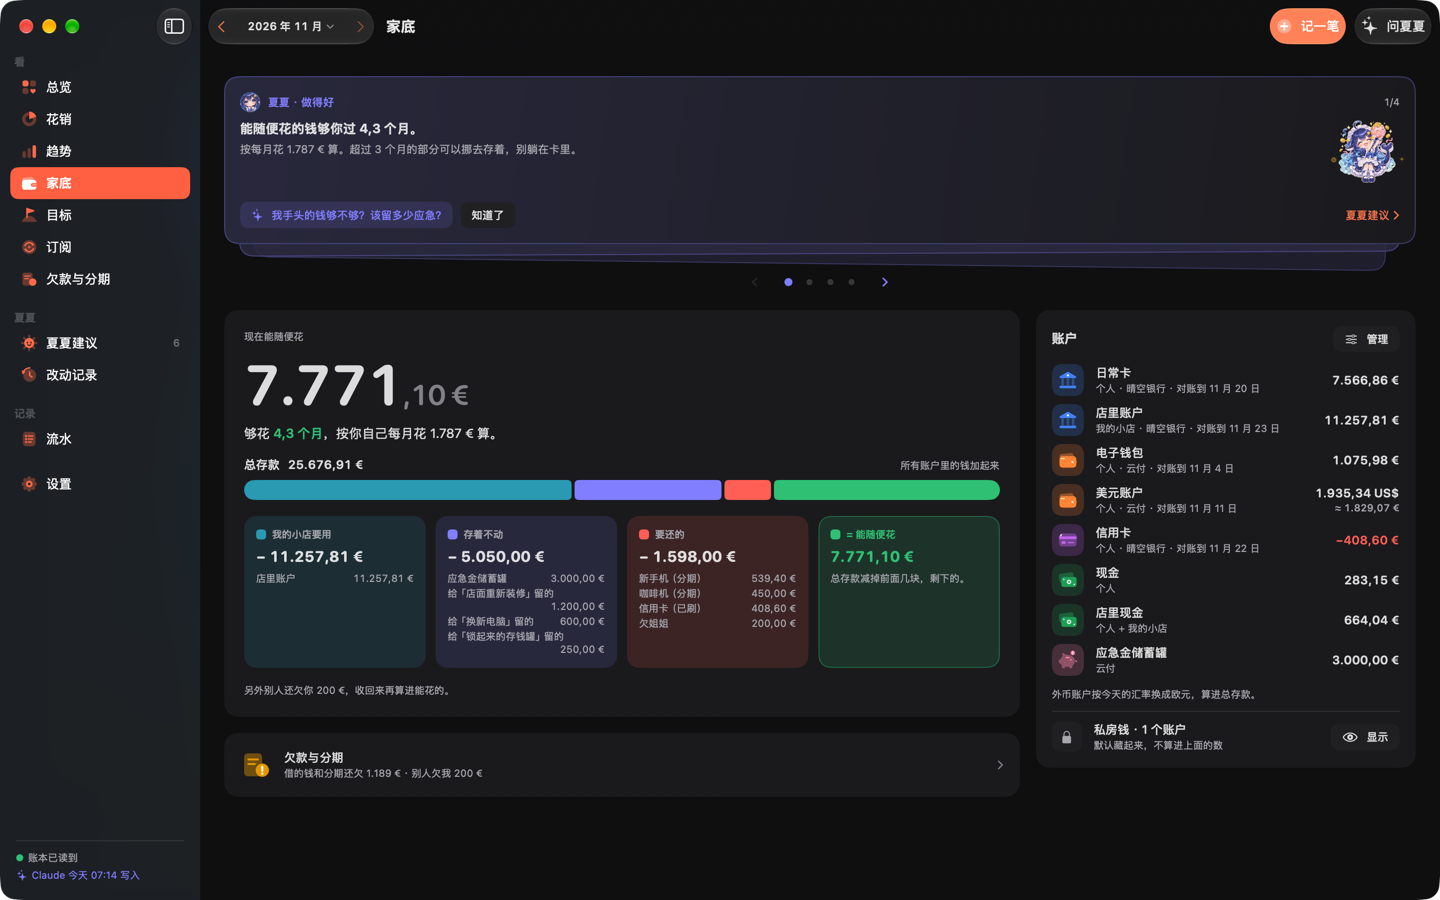 2026 年 11 月
家底
记一笔
问夏夏
看
总览
花销
趋势
家底
目标
订阅
欠款与分期
夏夏
夏夏建议
6
改动记录
记录
流水
设置
账本已读到
Claude 今天 07:14 写入
夏夏 · 做得好
1/4
能随便花的钱够你过 4,3 个月。
按每月花 1.787 € 算。超过 3 个月的部分可以挪去存着，别躺在卡里。
我手头的钱够不够？该留多少应急？
知道了
夏夏建议
现在能随便花
7.771,10 €
够花 4,3 个月，按你自己每月花 1.787 € 算。
总存款 25.676,91 €
所有账户里的钱加起来
我的小店要用
− 11.257,81 €
店里账户 11.257,81 €
存着不动
− 5.050,00 €
应急金储蓄罐 3.000,00 €
给「店面重新装修」留的
1.200,00 €
给「换新电脑」留的 600,00 €
给「锁起来的存钱罐」留的
250,00 €
要还的
− 1.598,00 €
新手机（分期） 539,40 €
咖啡机（分期） 450,00 €
信用卡（已刷） 408,60 €
欠姐姐 200,00 €
= 能随便花
7.771,10 €
总存款减掉前面几块，剩下的。
另外别人还欠你 200 €，收回来再算进能花的。
欠款与分期
借的钱和分期还欠 1.189 € · 别人欠我 200 €
账户
管理
日常卡
个人 · 晴空银行 · 对账到 11 月 20 日
7.566,86 €
店里账户
我的小店 · 晴空银行 · 对账到 11 月 23 日
11.257,81 €
电子钱包
个人 · 云付 · 对账到 11 月 4 日
1.075,98 €
美元账户
个人 · 云付 · 对账到 11 月 11 日
1.935,34 US$
≈ 1.829,07 €
信用卡
个人 · 晴空银行 · 对账到 11 月 22 日
−408,60 €
现金
个人
283,15 €
店里现金
个人 + 我的小店
664,04 €
应急金储蓄罐
云付
3.000,00 €
外币账户按今天的汇率换成欧元，算进总存款。
私房钱 · 1 个账户
默认藏起来，不算进上面的数
显示